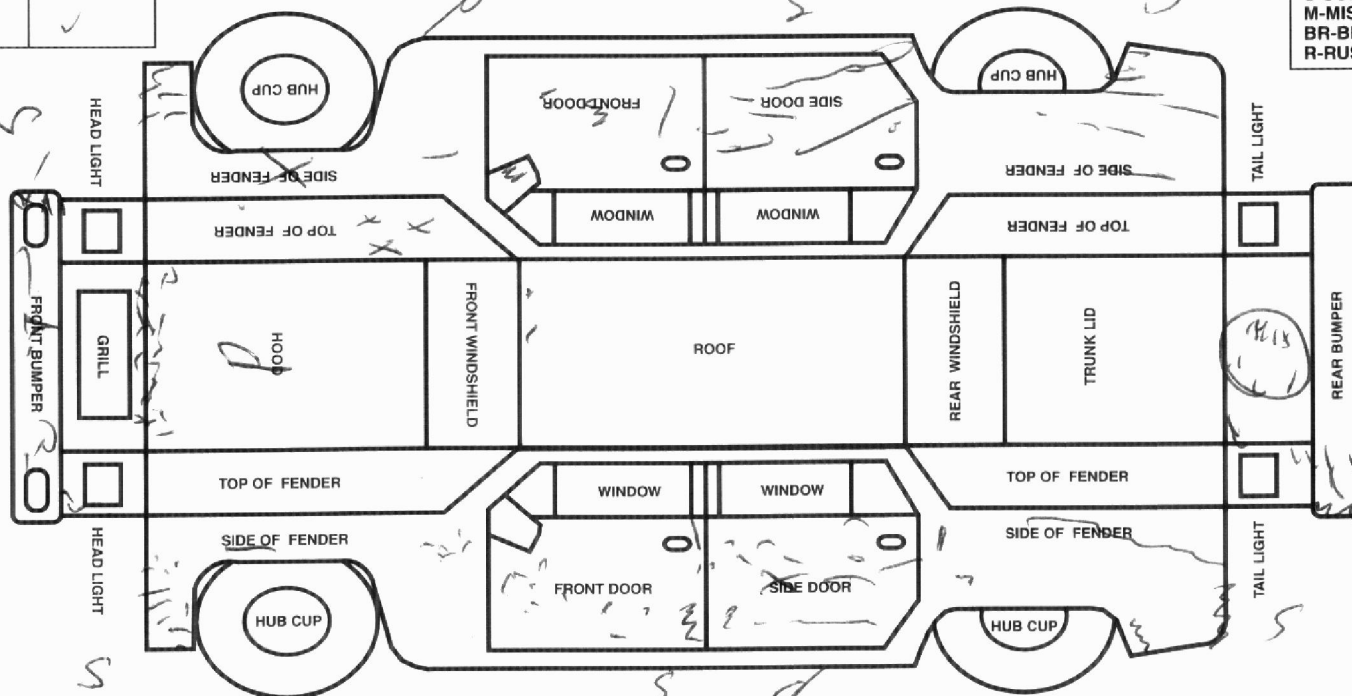 M-MIS
BR-BR
R-RUS
HUB CUP
HUB CUP
FRONT DOOR
SIDE DOOR
HEAD LIGHT
TAIL LIGHT
SIDE OF FENDER
SIDE OF FENDER
WINDOW
WINDOW
TOP OF FENDER
TOP OF FENDER
FRONT BUMPER
GRILL
HOOD
FRONT WINDSHIELD
ROOF
REAR WINDSHIELD
TRUNK LID
REAR BUMPER
TOP OF FENDER
WINDOW
WINDOW
TOP OF FENDER
SIDE OF FENDER
SIDE OF FENDER
HEAD LIGHT
FRONT DOOR
SIDE DOOR
TAIL LIGHT
HUB CUP
HUB CUP
S
S
S